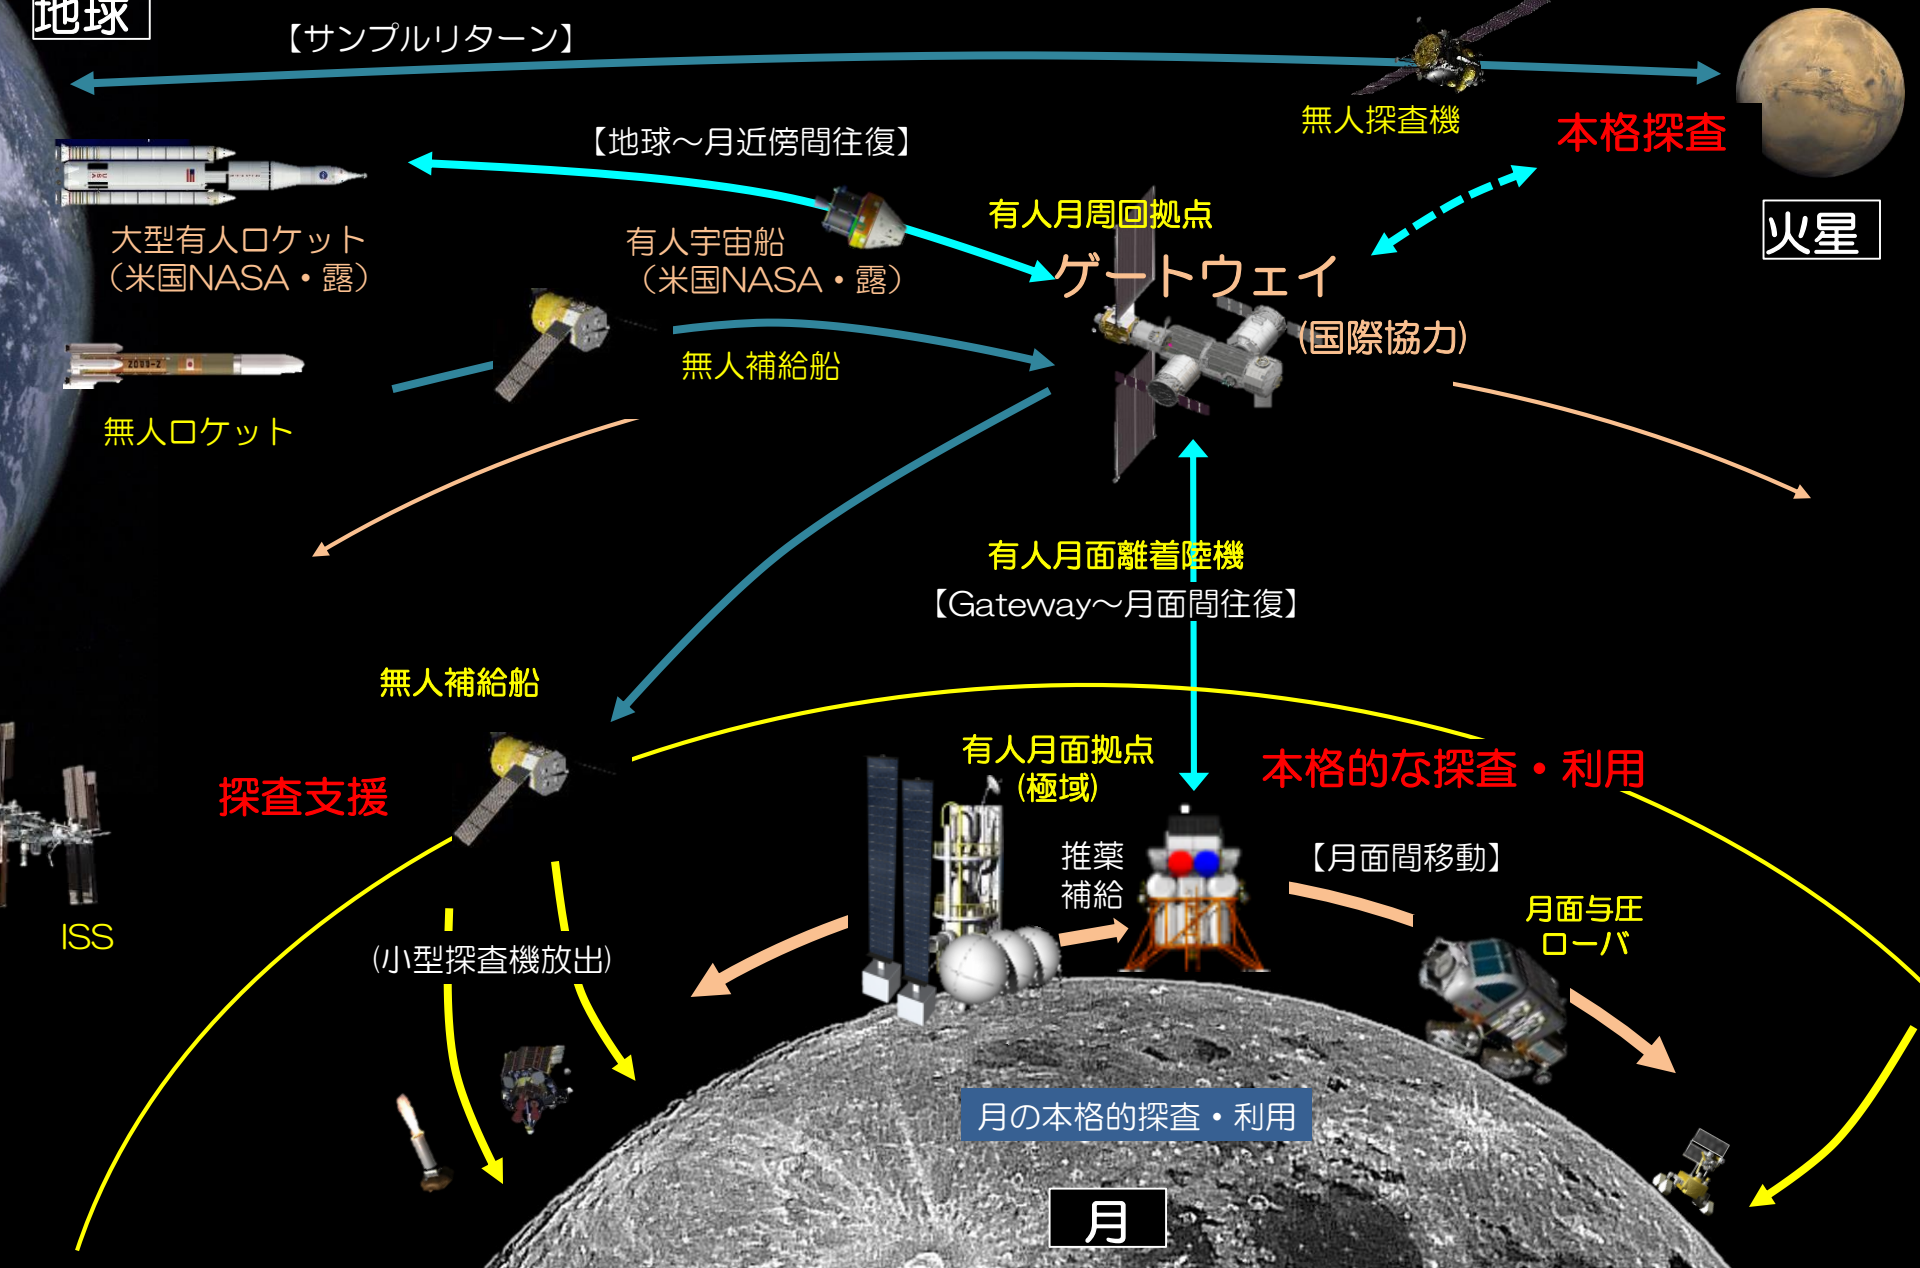 地球
【サンプルリターン】
無人探査機
本格探査
火星
【地球～月近傍間往復】
大型有人ロケット
（米国NASA・露）
有人宇宙船
（米国NASA・露）
有人月周回拠点
ゲートウェイ
(国際協力)
無人補給船
無人ロケット
有人月面離着陸機
【Gateway～月面間往復】
無人補給船
探査支援
有人月面拠点
(極域)
本格的な探査・利用
推薬
補給
【月面間移動】
月面与圧
ローバ
ISS
(小型探査機放出)
月の本格的探査・利用
月